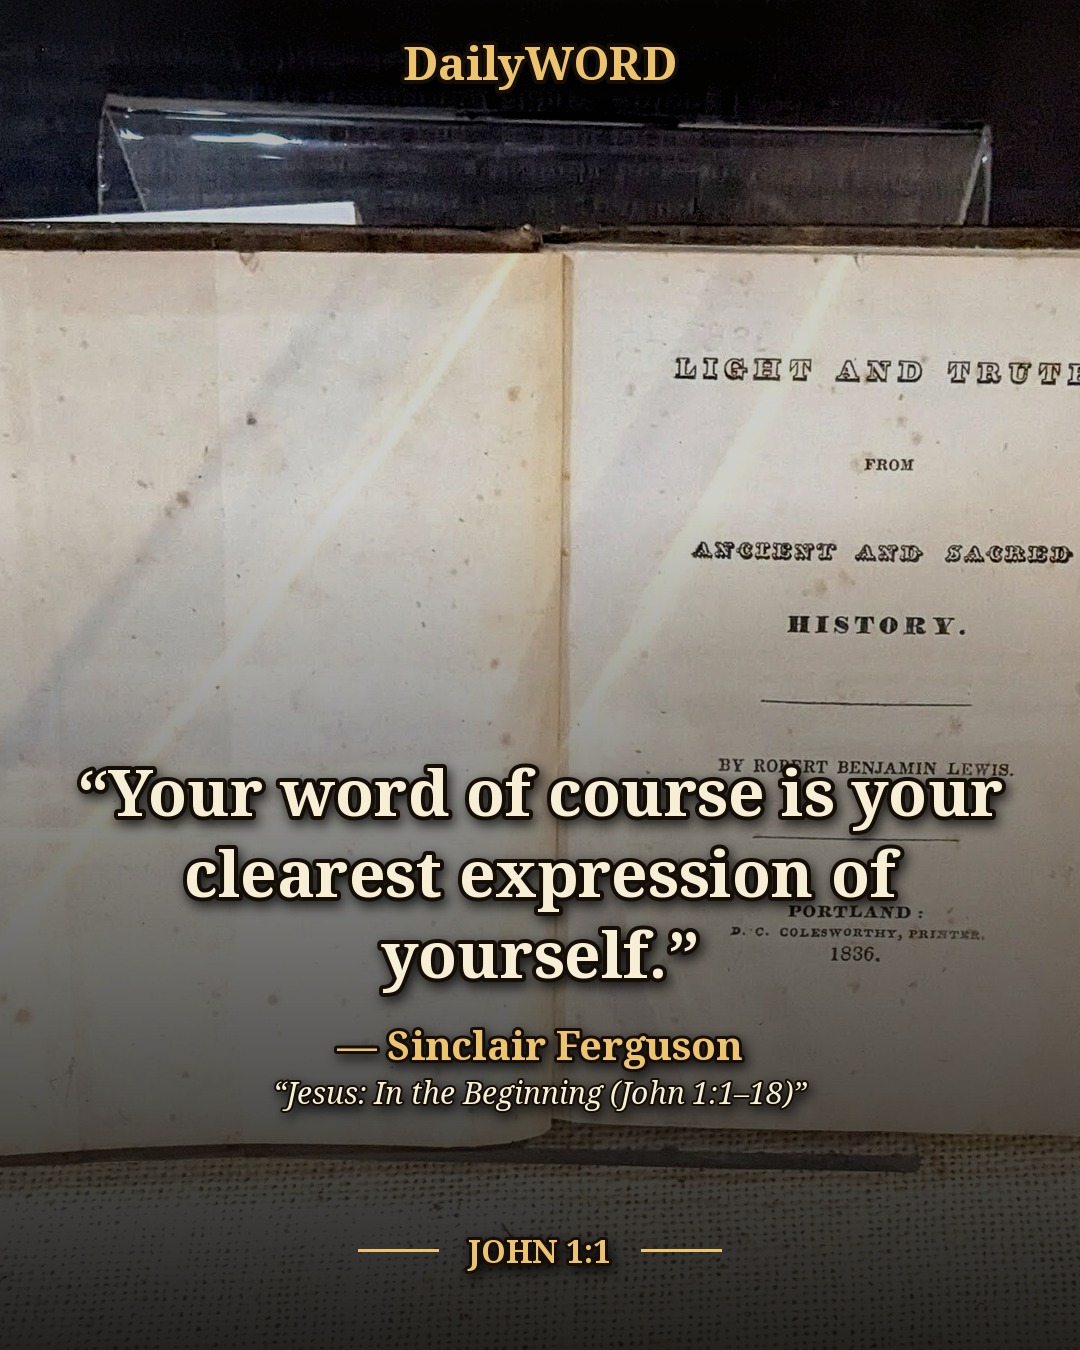 DailyWORD
LIGHT AND TRUTH
FROM
ANCIENT AND SACRED
HISTORY.
BY ROBERT BENJAMIN LEWIS.
“Your word of course is your
clearest expression of
yourself.”
PORTLAND :
D. C. COLESWORTHY, PRINTER.
1836.
— Sinclair Ferguson
“Jesus: In the Beginning (John 1:1–18)”
JOHN 1:1